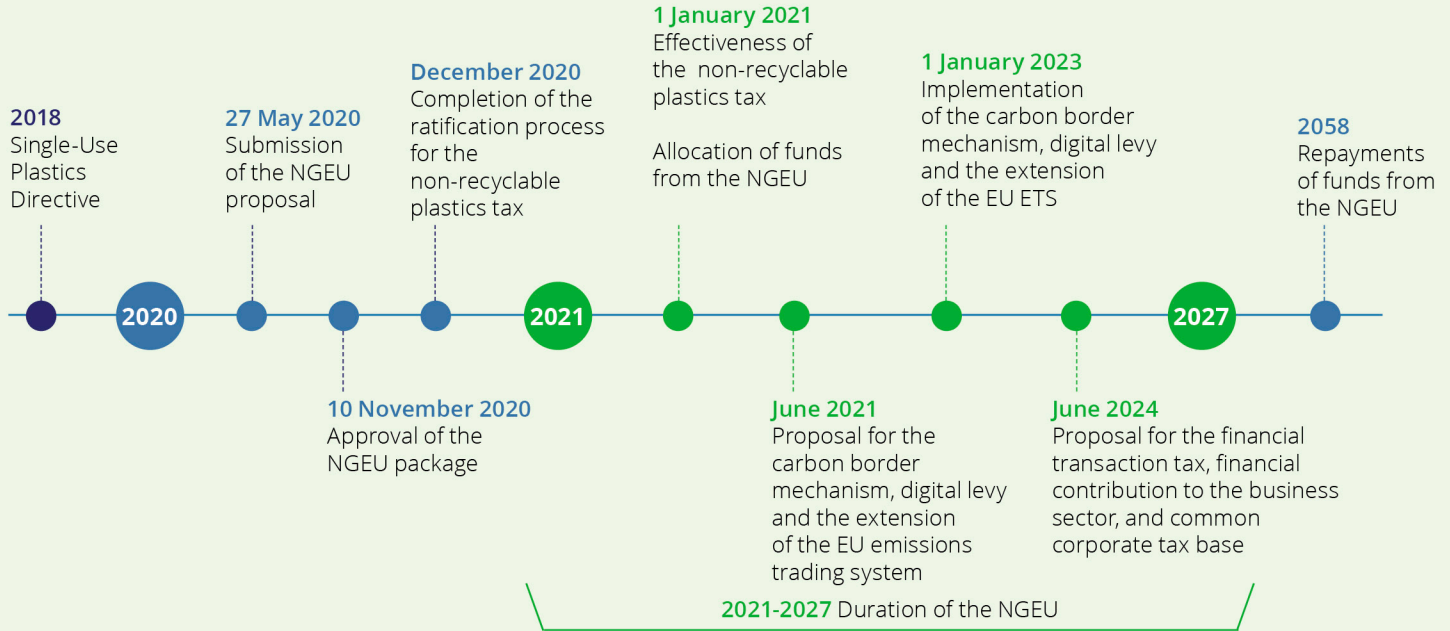 2018
Single-Use
Plastics
Directive
27 May 2020
Submission
of the NGEU
proposal
December 2020
Completion of the
ratification process
for the
non-recyclable
plastics tax
1 January 2021
Effectiveness of
the non-recyclable
plastics tax
Allocation of funds
from the NGEU
1 January 2023
Implementation
of the carbon border
mechanism, digital levy
and the extension
of the EU ETS
2058
Repayments
of funds from
the NGEU
2020
2021
2027
10 November 2020
Approval of the
NGEU package
June 2021
Proposal for the
carbon border
mechanism, digital levy
and the extension
of the EU emissions
trading system
June 2024
Proposal for the financial
transaction tax, financial
contribution to the business
sector, and common
corporate tax base
2021-2027 Duration of the NGEU